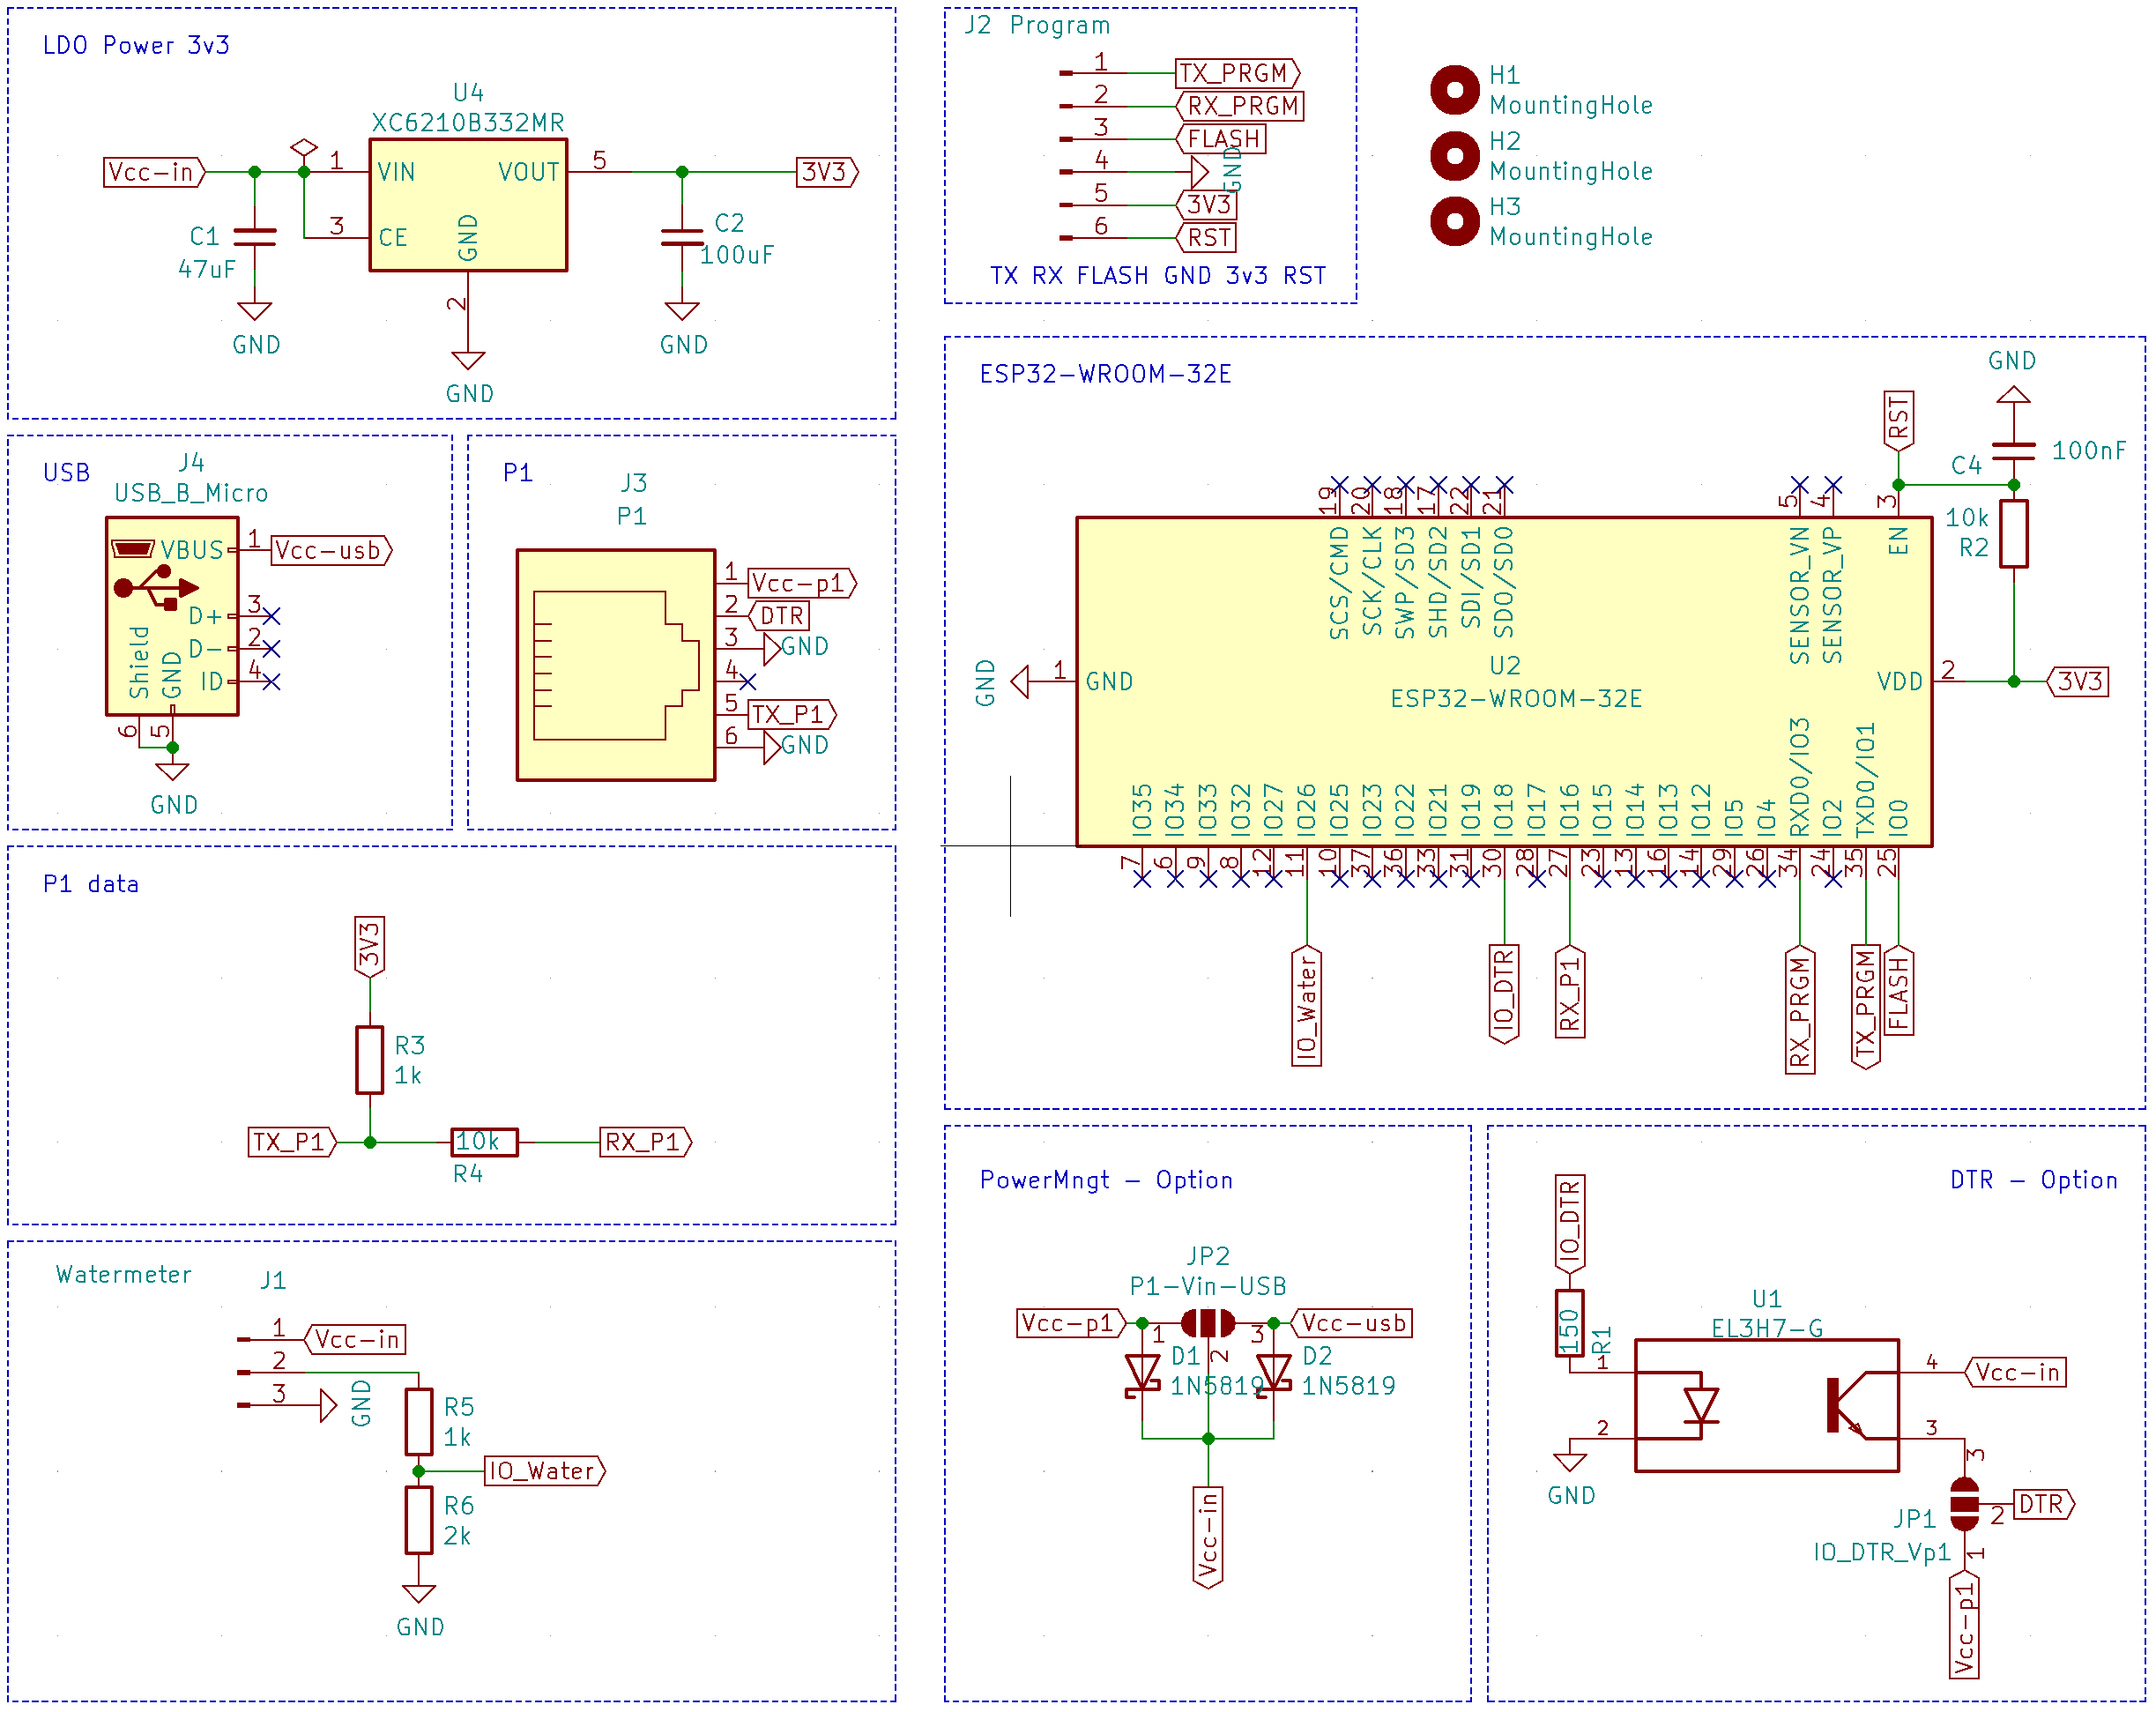 LDO Power 3v3
U4
XC6210B332MR
Vcc-in
1
VIN
VOUT
5
3V3
3
CE
GND
2
C1
47uF
C2
100uF
GND
GND
GND
J2 Program
1
TX_PRGM
2
RX_PRGM
3
FLASH
4
GND
5
3V3
6
RST
TX RX FLASH GND 3v3 RST
H1
MountingHole
H2
MountingHole
H3
MountingHole
USB
J4
USB_B_Micro
VBUS
1
Vcc-usb
D+
3
D-
2
ID
4
Shield
GND
6
5
GND
P1
J3
P1
1
Vcc-p1
2
DTR
3
GND
4
5
TX_P1
6
GND
ESP32-WROOM-32E
GND
RST
C4
100nF
10k
R2
19
20
18
17
22
21
5
4
3
SCS/CMD
SCK/CLK
SWP/SD3
SHD/SD2
SDI/SD1
SDO/SD0
SENSOR_VN
SENSOR_VP
EN
U2
ESP32-WROOM-32E
GND
1
GND
VDD
2
3V3
IO35
IO34
IO33
IO32
IO27
IO26
IO25
IO23
IO22
IO21
IO19
IO18
IO17
IO16
IO15
IO14
IO13
IO12
IO5
IO4
RXD0/IO3
IO2
TXD0/IO1
IO0
7
6
9
8
12
11
10
37
36
33
31
30
28
27
23
13
16
14
29
26
34
24
35
25
IO_Water
IO_DTR
RX_P1
RX_PRGM
TX_PRGM
FLASH
P1 data
3V3
R3
1k
TX_P1
10k
R4
RX_P1
Watermeter
J1
1
Vcc-in
2
3
GND
R5
1k
IO_Water
R6
2k
GND
PowerMngt - Option
JP2
P1-Vin-USB
Vcc-p1
1
2
3
Vcc-usb
D1
1N5819
D2
1N5819
Vcc-in
DTR - Option
IO_DTR
150
R1
U1
EL3H7-G
1
2
GND
4
Vcc-in
3
3
JP1
IO_DTR_Vp1
2
DTR
1
Vcc-p1